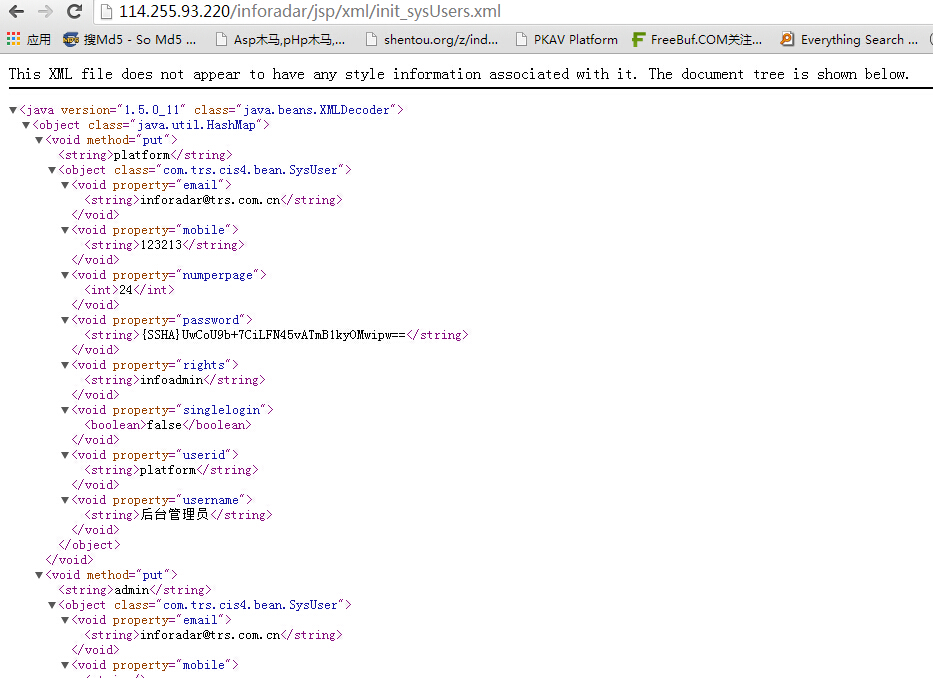 114.255.93.220/inforadar/jsp/xml/init_sysUsers.xml
应用 搜Md5 - So Md5 ... Asp木马,pHp木马,... shentou.org/z/ind... PKAV Platform FreeBuf.COM关注... Everything Search ...
This XML file does not appear to have any style information associated with it. The document tree is shown below.
▼<java version="1.5.0_11" class="java.beans.XMLDecoder">
▼<object class="java.util.HashMap">
▼<void method="put">
<string>platform</string>
▼<object class="com.trs.cis4.bean.SysUser">
▼<void property="email">
<string>inforadar@trs.com.cn</string>
</void>
▼<void property="mobile">
<string>123213</string>
</void>
▼<void property="numperpage">
<int>24</int>
</void>
▼<void property="password">
<string>{SSHA}UwCoU9b+7CiLFN45vATmB1kyOMwipw==</string>
</void>
▼<void property="rights">
<string>infoadmin</string>
</void>
▼<void property="singlelogin">
<boolean>false</boolean>
</void>
▼<void property="userid">
<string>platform</string>
</void>
▼<void property="username">
<string>后台管理员</string>
</void>
</object>
</void>
▼<void method="put">
<string>admin</string>
▼<object class="com.trs.cis4.bean.SysUser">
▼<void property="email">
<string>inforadar@trs.com.cn</string>
</void>
▼<void property="mobile">